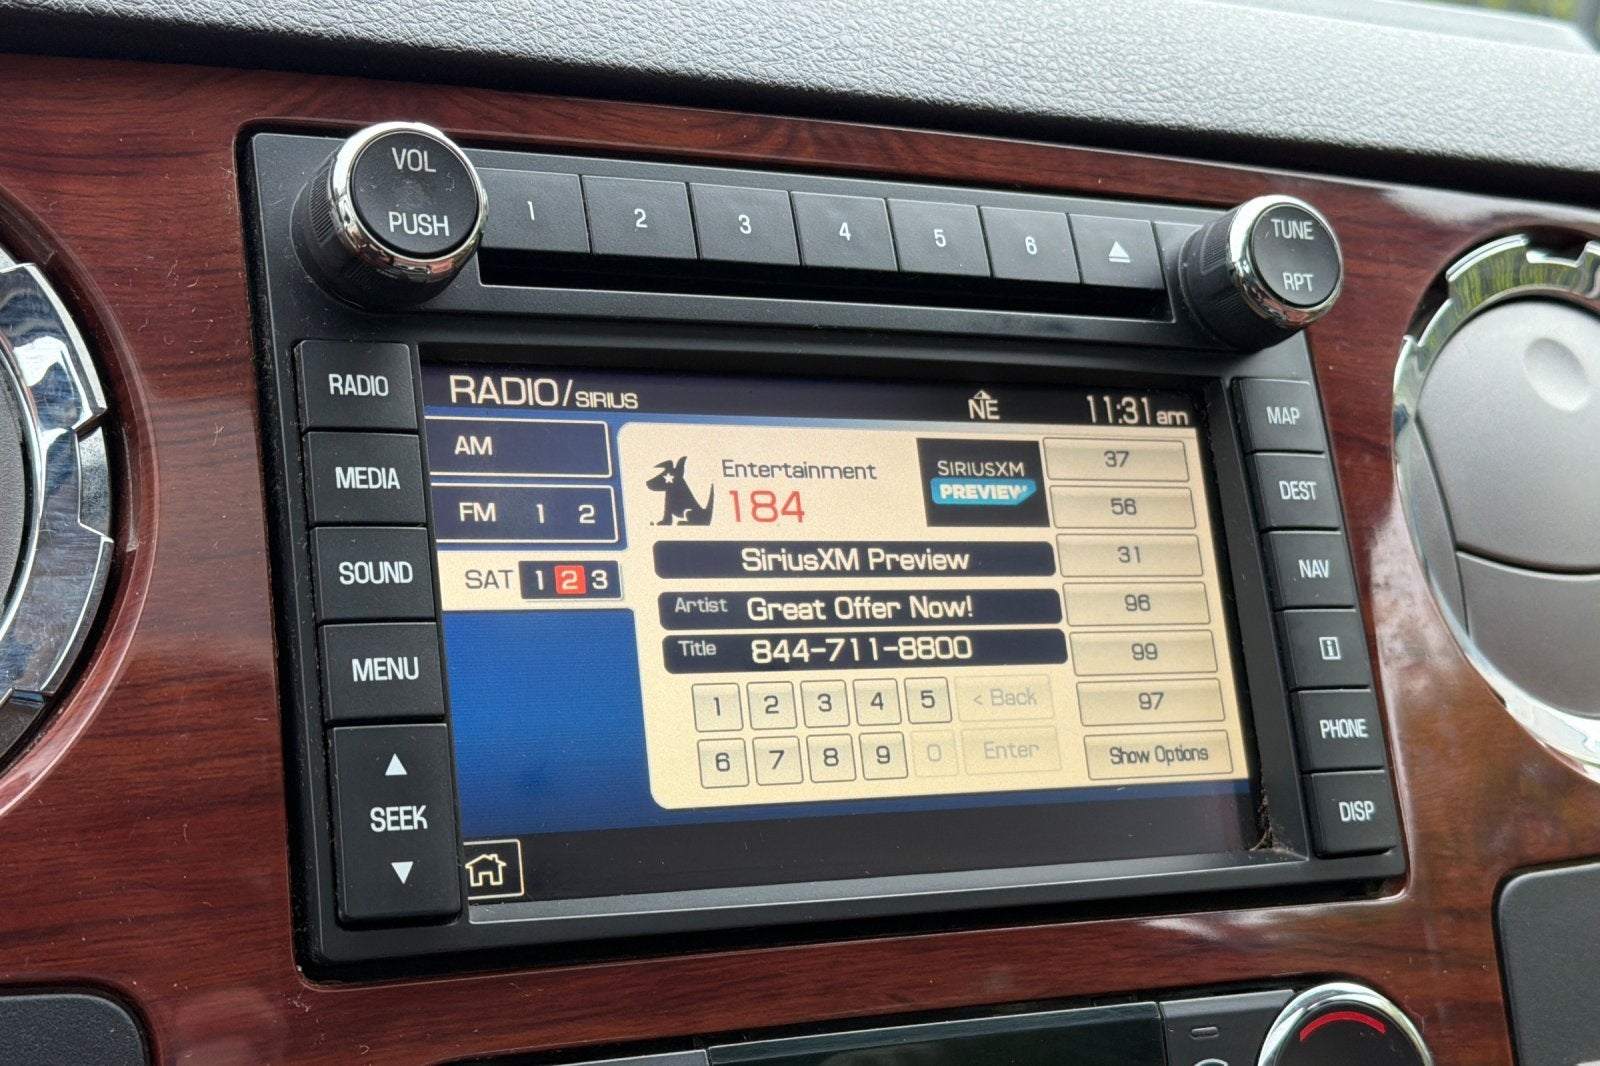 VOL
PUSH
1 2 3 4 5 6
TUNE
RPT
RADIO
MEDIA
SOUND
MENU
SEEK
RADIO/SIRIUS
NE
11:31am
AM
FM 1 2
SAT 1 2 3
Entertainment
184
SIRIUSXM
PREVIEW
SiriusXM Preview
Artist Great Offer Now!
Title 844-711-8800
1 2 3 4 5 < Back
6 7 8 9 0 Enter
37
56
31
96
99
97
Show Options
MAP
DEST
NAV
i
PHONE
DISP